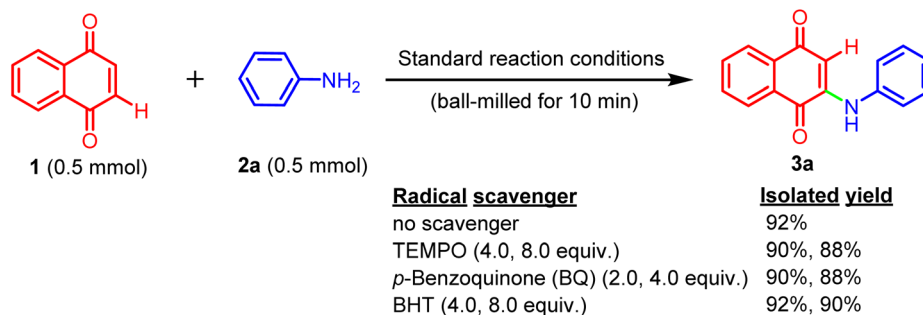 O
H
O
1 (0.5 mmol)
+
NH2
2a (0.5 mmol)
Standard reaction conditions
(ball-milled for 10 min)
O
H
N
H
O
3a
Radical scavenger Isolated yield
no scavenger 92%
TEMPO (4.0, 8.0 equiv.) 90%, 88%
p-Benzoquinone (BQ) (2.0, 4.0 equiv.) 90%, 88%
BHT (4.0, 8.0 equiv.) 92%, 90%